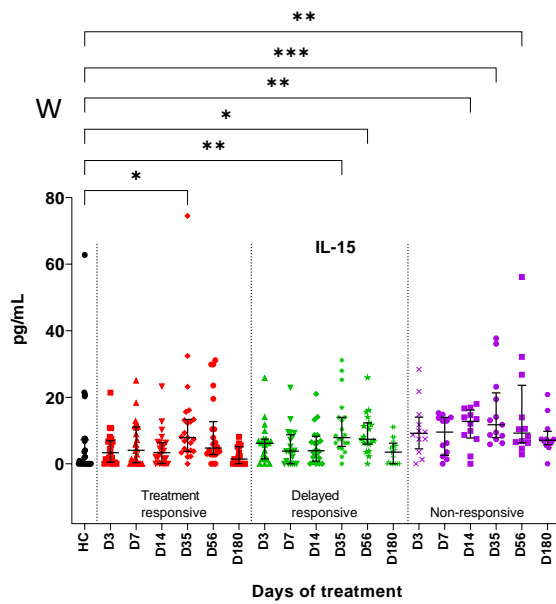 **
***
**
W
*
**
*
80
IL-15
60
pg/mL
40
20
0
Treatment responsive
Delayed responsive
Non-responsive
HC D3 D7 D14 D35 D56 D180 D3 D7 D14 D35 D56 D180 D3 D7 D14 D35 D56 D180
Days of treatment